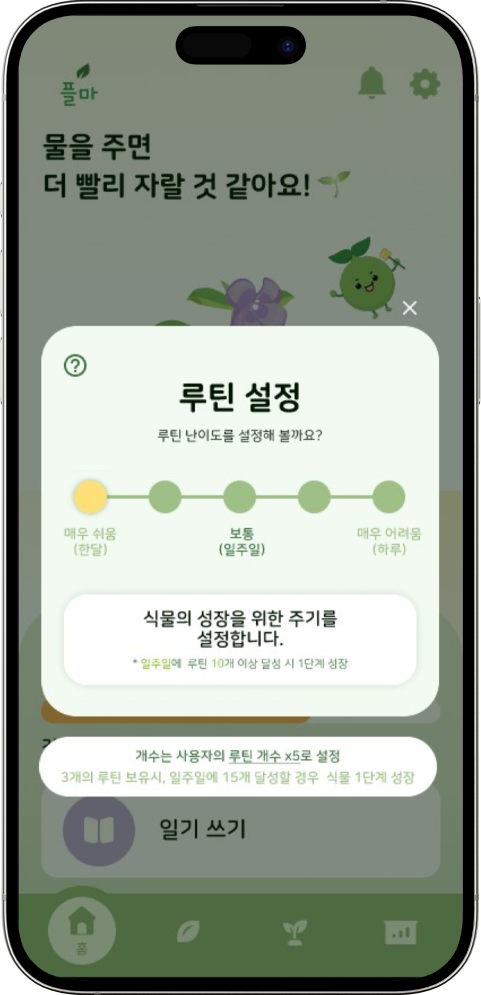 플마
물을 주면
더 빨리 자랄 것 같아요!
루틴 설정
루틴 난이도를 설정해 볼까요?
매우 쉬움
(한달)
보통
(일주일)
매우 어려움
(하루)
식물의 성장을 위한 주기를
설정합니다.
* 일주일에 루틴 10개 이상 달성 시 1단계 성장
개수는 사용자의 루틴 개수 x5로 설정
3개의 루틴 보유시, 일주일에 15개 달성할 경우 식물 1단계 성장
일기 쓰기
홈